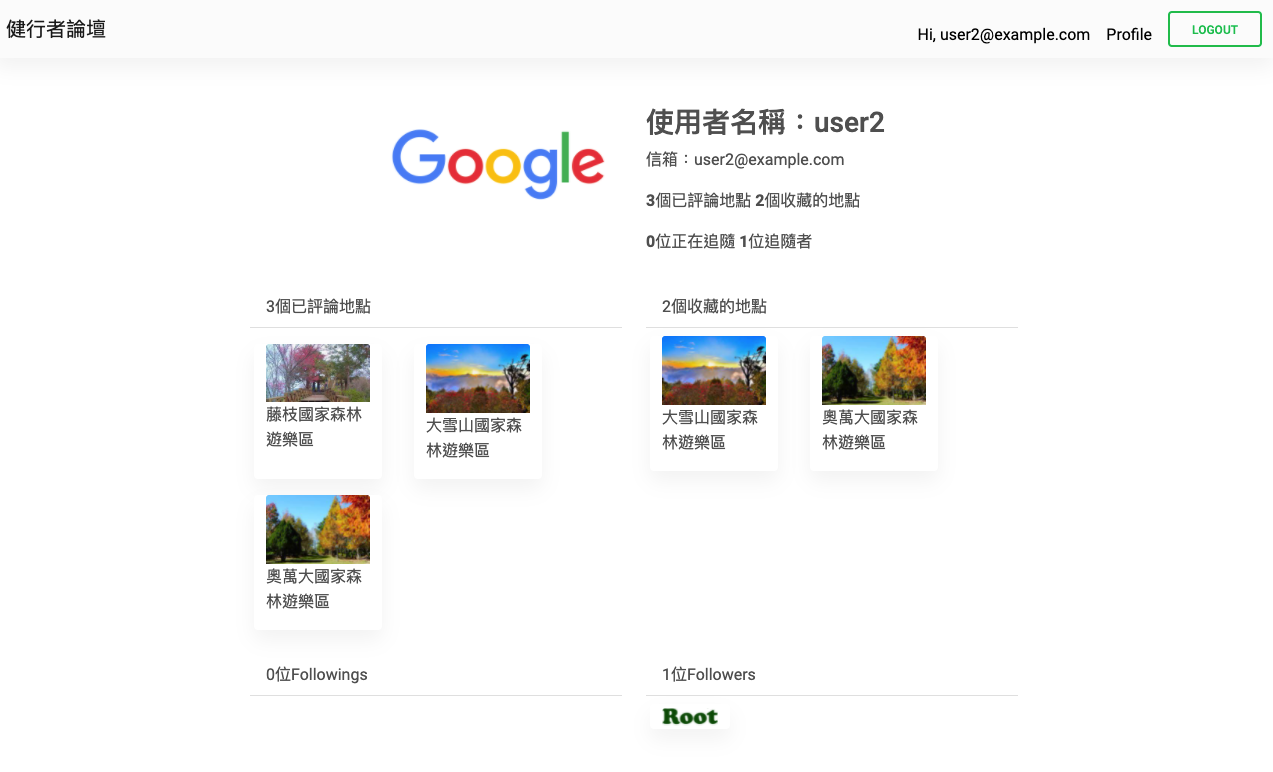 健行者論壇
Hi, user2@example.com Profile LOGOUT
Google
使用者名稱：user2
信箱：user2@example.com
3個已評論地點 2個收藏的地點
0位正在追隨 1位追隨者
3個已評論地點
藤枝國家森林
遊樂區
大雪山國家森
林遊樂區
奧萬大國家森
林遊樂區
2個收藏的地點
大雪山國家森
林遊樂區
奧萬大國家森
林遊樂區
0位Followings
1位Followers
Root